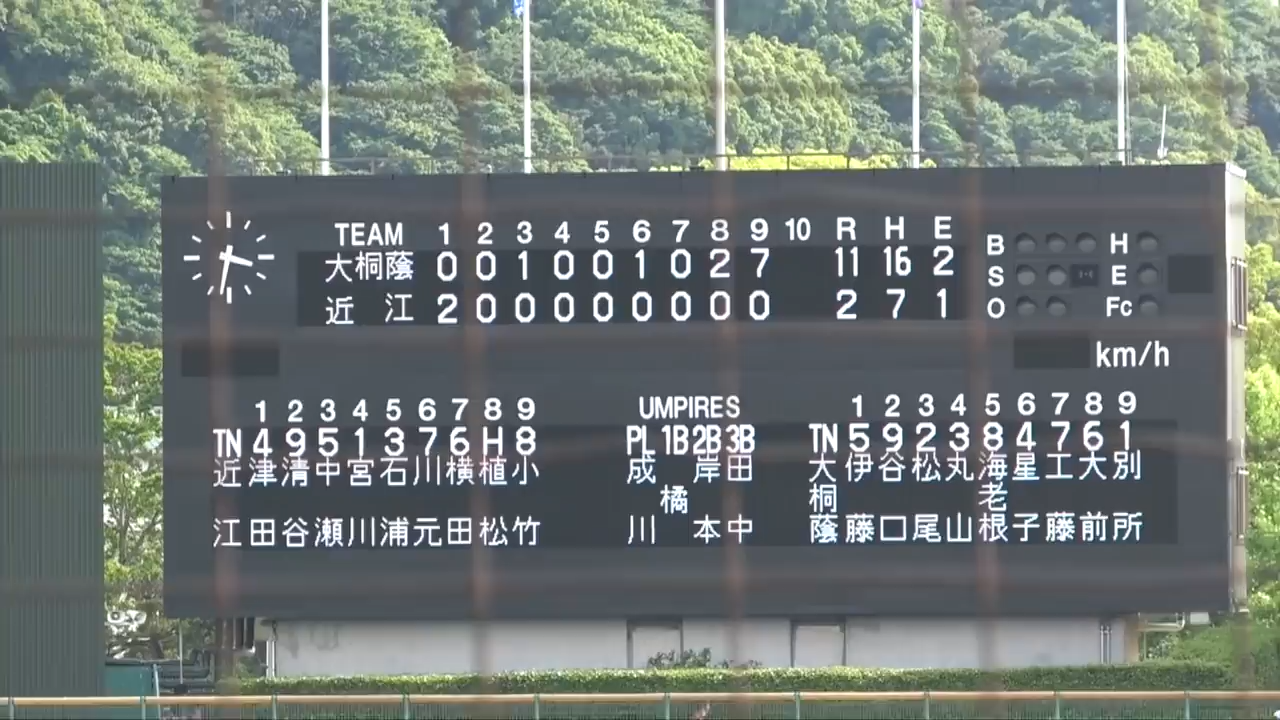 TEAM 1 2 3 4 5 6 7 8 9 10 R H E
大桐蔭 0 0 1 0 0 1 0 2 7 11 16 2
近江 2 0 0 0 0 0 0 0 0 2 7 1
B H
S E
O Fc
km/h
1 2 3 4 5 6 7 8 9
TN 4 9 5 1 3 7 6 H 8
近江 津田 清谷 中瀬 宮川 石浦 川元 横田 植松 小竹
UMPIRES
PL 1B 2B 3B
成川 橘 岸本 田中
1 2 3 4 5 6 7 8 9
TN 5 9 2 3 8 4 7 6 1
大桐蔭 伊藤 谷口 松尾 丸山 海老根 星子 工藤 大前 別所